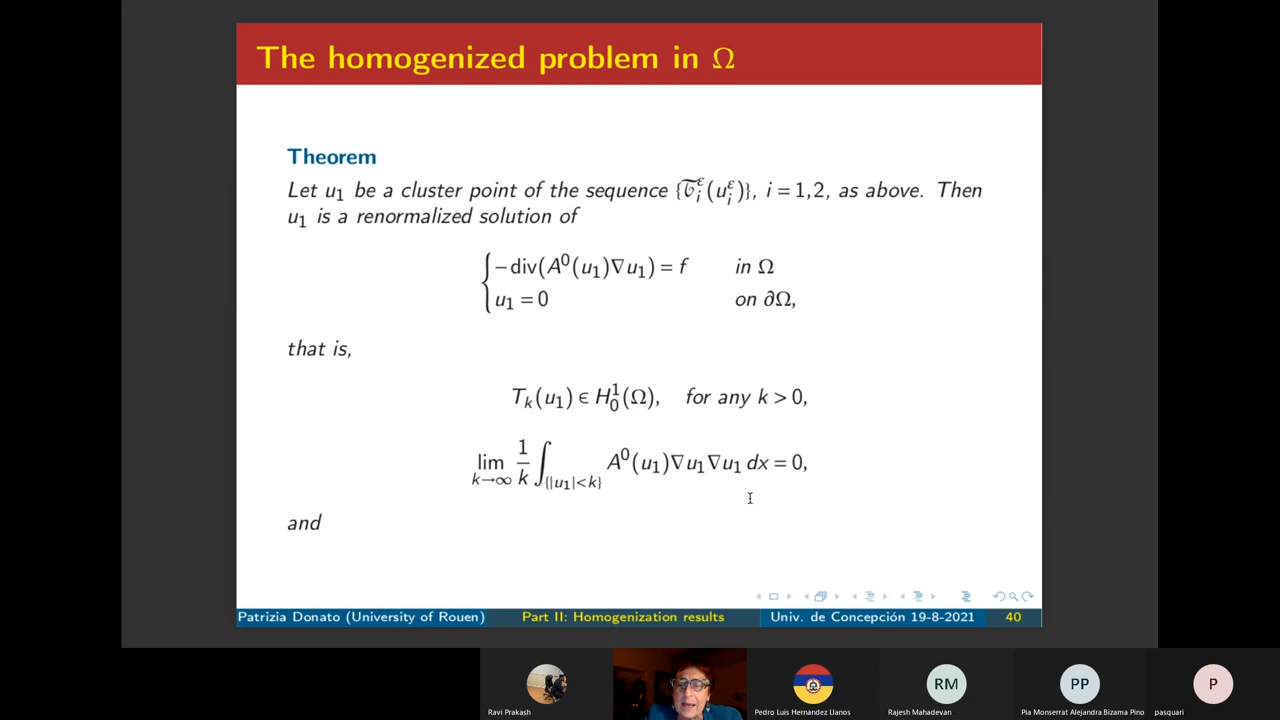 The homogenized problem in Ω
Theorem
Let u₁ be a cluster point of the sequence {𝒯̃ᵢᵋ(uᵢᵋ)}, i = 1,2, as above. Then
u₁ is a renormalized solution of
−div(A⁰(u₁)∇u₁) = f in Ω
u₁ = 0 on ∂Ω,
that is,
Tₖ(u₁) ∈ H₀¹(Ω), for any k > 0,
lim_{k→∞} 1/k ∫_{{|u₁|<k}} A⁰(u₁)∇u₁∇u₁ dx = 0,
and
Patrizia Donato (University of Rouen) Part II: Homogenization results Univ. de Concepción 19-8-2021 40
RM PP P
Ravi Prakash Pedro Luis Hernandez Llanos Rajesh Mahadevan Pia Monserrat Alejandra Bizama Pino pasquari